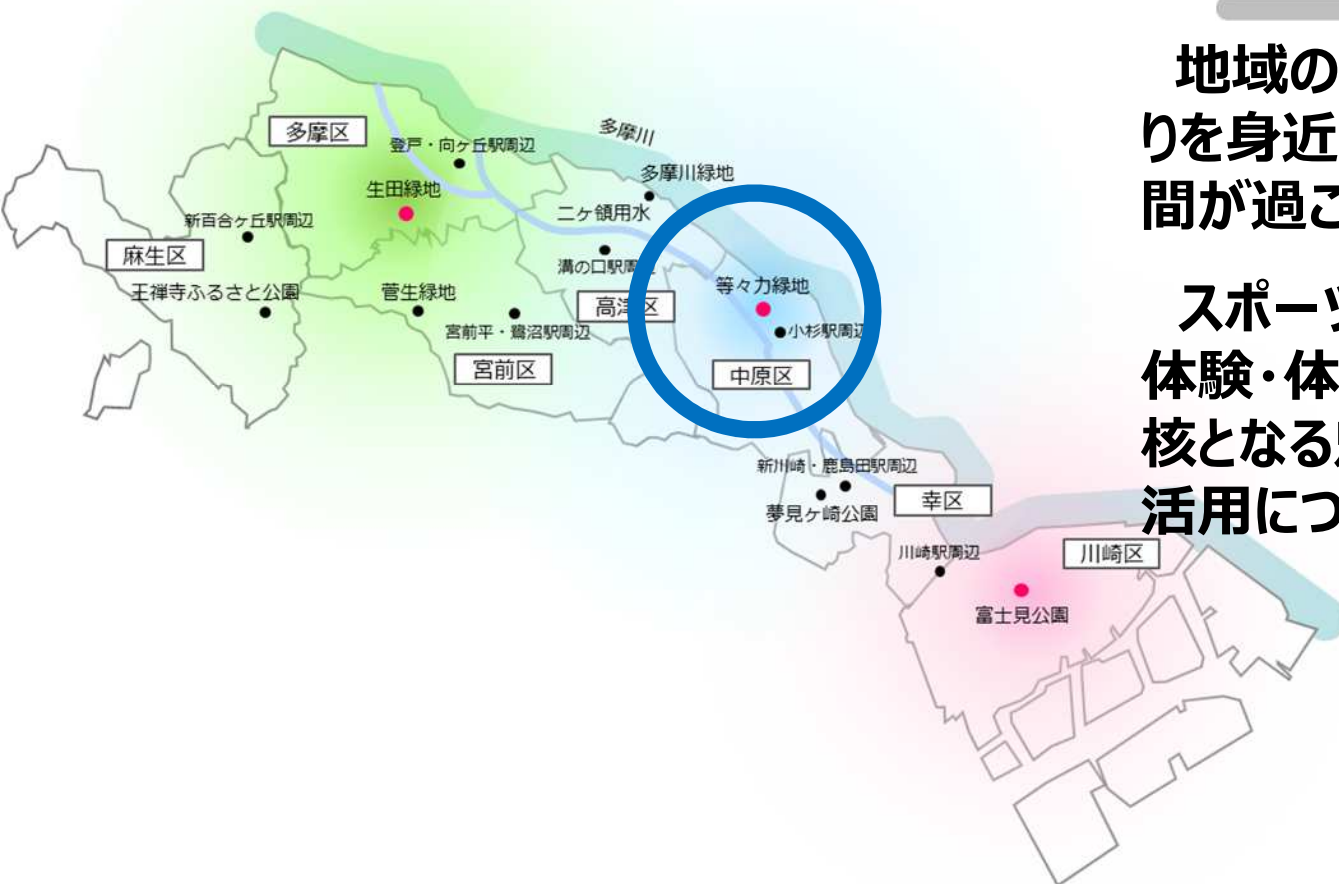 多摩川
多摩区
登戸・向ヶ丘駅周辺
多摩川緑地
生田緑地
二ヶ領用水
新百合ヶ丘駅周辺
麻生区
溝の口駅周辺
等々力緑地
王禅寺ふるさと公園
菅生緑地
高津区
宮前平・鷺沼駅周辺
小杉駅周辺
宮前区
中原区
新川崎・鹿島田駅周辺
幸区
夢見ヶ崎公園
川崎駅周辺
川崎区
富士見公園
地域の
りを身近
間が過こ
スポーツ
体験・体
核となる
活用につ